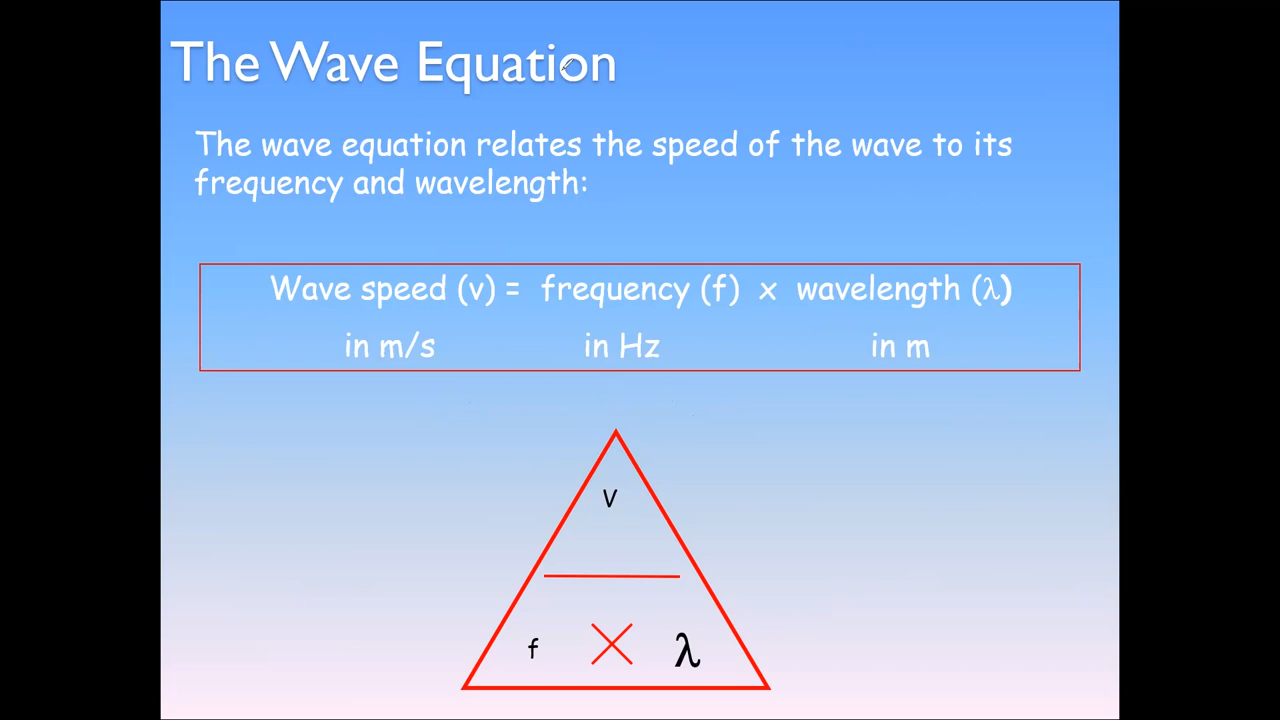 The Wave Equation
The wave equation relates the speed of the wave to its
frequency and wavelength:
Wave speed (v) = frequency (f) x wavelength (λ)
in m/s in Hz in m
v
f × λ